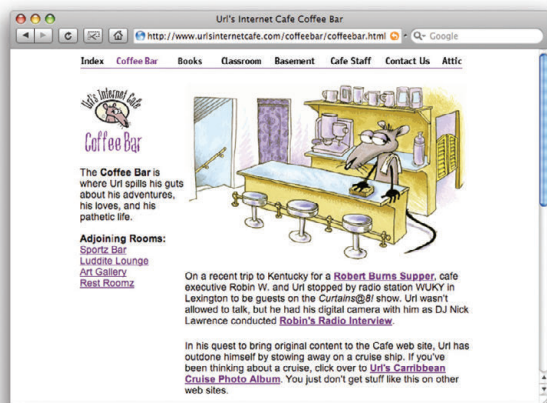 Url's Internet Cafe Coffee Bar
http://www.urlsinternetcafe.com/coffeebar/coffeebar.html
Google
Index Coffee Bar Books Classroom Basement Cafe Staff Contact Us Attic
Url's Internet Cafe
Coffee Bar
The Coffee Bar is
where Url spills his guts
about his adventures,
his loves, and his
pathetic life.
Adjoining Rooms:
Sportz Bar
Luddite Lounge
Art Gallery
Rest Roomz
On a recent trip to Kentucky for a Robert Burns Supper, cafe
executive Robin W. and Url stopped by radio station WUKY in
Lexington to be guests on the Curtains@8! show. Url wasn't
allowed to talk, but he had his digital camera with him as DJ Nick
Lawrence conducted Robin's Radio Interview.
In his quest to bring original content to the Cafe web site, Url has
outdone himself by stowing away on a cruise ship. If you've
been thinking about a cruise, click over to Url's Carribbean
Cruise Photo Album. You just don't get stuff like this on other
web sites.